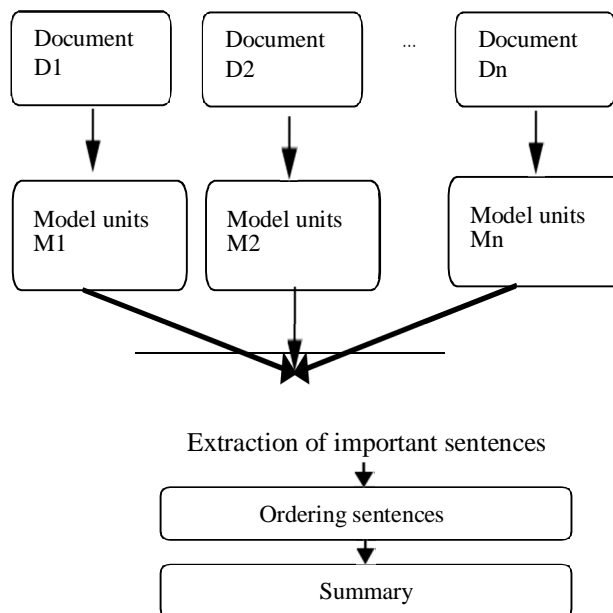 Document
D1
Document
D2
...
Document
Dn
Model units
M1
Model units
M2
Model units
Mn
Extraction of important sentences
Ordering sentences
Summary